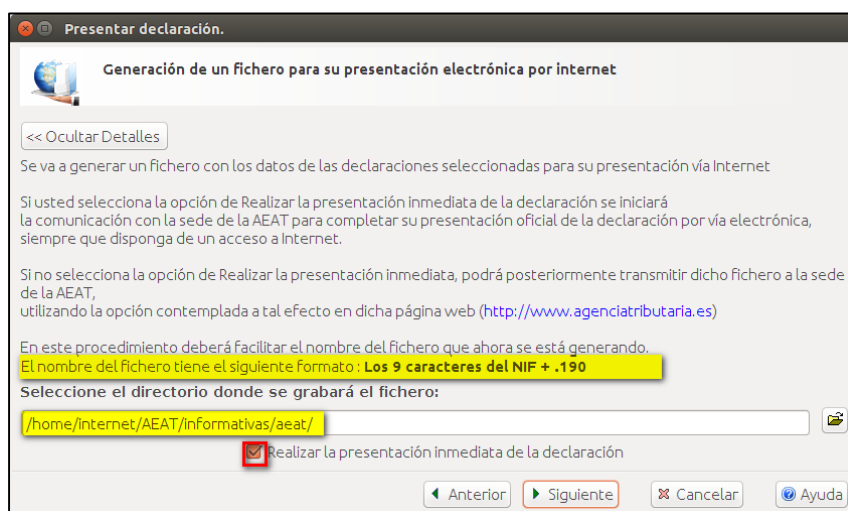 Presentar declaración.
Generación de un fichero para su presentación electrónica por internet
<< Ocultar Detalles
Se va a generar un fichero con los datos de las declaraciones seleccionadas para su presentación vía Internet
Si usted selecciona la opción de Realizar la presentación inmediata de la declaración se iniciará
la comunicación con la sede de la AEAT para completar su presentación oficial de la declaración por vía electrónica,
siempre que disponga de un acceso a Internet.
Si no selecciona la opción de Realizar la presentación inmediata, podrá posteriormente transmitir dicho fichero a la sede
de la AEAT,
utilizando la opción contemplada a tal efecto en dicha página web (http://www.agenciatributaria.es)
En este procedimiento deberá facilitar el nombre del fichero que ahora se está generando.
El nombre del fichero tiene el siguiente formato : Los 9 caracteres del NIF + .190
Seleccione el directorio donde se grabará el fichero:
/home/internet/AEAT/informativas/aeat/
Realizar la presentación inmediata de la declaración
Anterior Siguiente Cancelar Ayuda